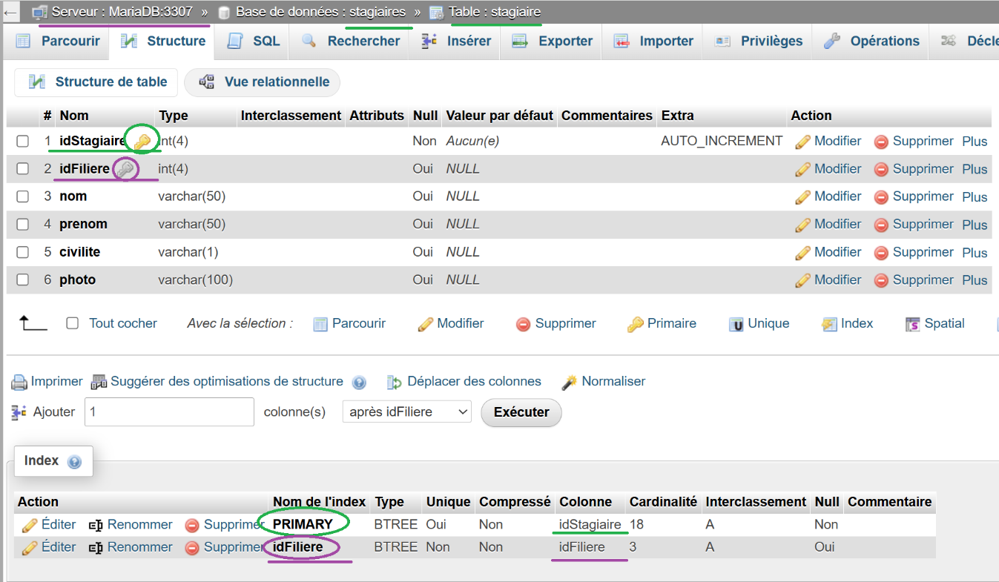 Serveur : MariaDB:3307 » Base de données : stagiaires » Table : stagiaire
Parcourir Structure SQL Rechercher Insérer Exporter Importer Privilèges Opérations Décle
Structure de table Vue relationnelle
# Nom Type Interclassement Attributs Null Valeur par défaut Commentaires Extra Action
1 idStagiaire int(4) Non Aucun(e) AUTO_INCREMENT Modifier Supprimer Plus
2 idFiliere int(4) Oui NULL Modifier Supprimer Plus
3 nom varchar(50) Oui NULL Modifier Supprimer Plus
4 prenom varchar(50) Oui NULL Modifier Supprimer Plus
5 civilite varchar(1) Oui NULL Modifier Supprimer Plus
6 photo varchar(100) Oui NULL Modifier Supprimer Plus
Tout cocher Avec la sélection : Parcourir Modifier Supprimer Primaire Unique Index Spatial
Imprimer Suggérer des optimisations de structure Déplacer des colonnes Normaliser
Ajouter 1 colonne(s) après idFiliere Exécuter
Index
Action Nom de l'index Type Unique Compressé Colonne Cardinalité Interclassement Null Commentaire
Éditer Renommer Supprimer PRIMARY BTREE Oui Non idStagiaire 18 A Non
Éditer Renommer Supprimer idFiliere BTREE Non Non idFiliere 3 A Oui